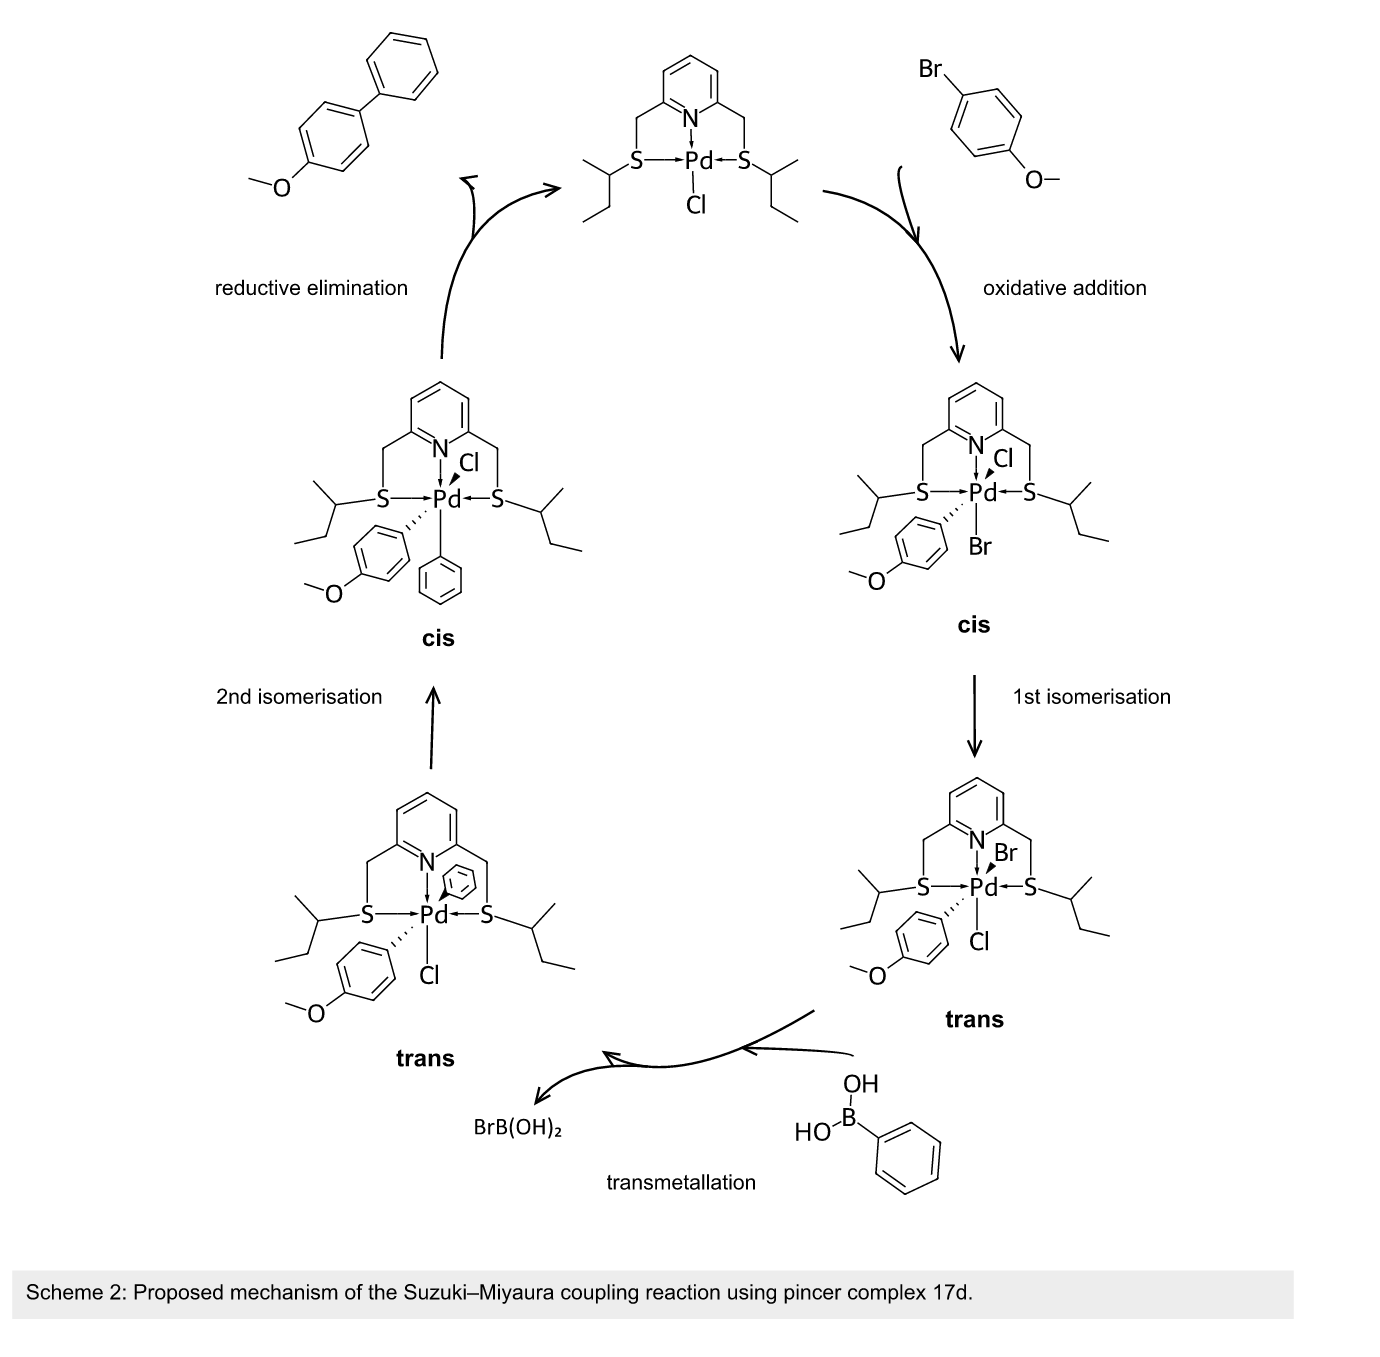 Br
O
N
S
Pd
S
Cl
O
reductive elimination
oxidative addition
N
Cl
S
Pd
S
O
cis
N
Cl
S
Pd
S
Br
O
cis
2nd isomerisation
1st isomerisation
N
S
Pd
S
Cl
O
trans
N
Br
S
Pd
S
Cl
O
trans
BrB(OH)₂
OH
B
HO
transmetallation
Scheme 2: Proposed mechanism of the Suzuki–Miyaura coupling reaction using pincer complex 17d.